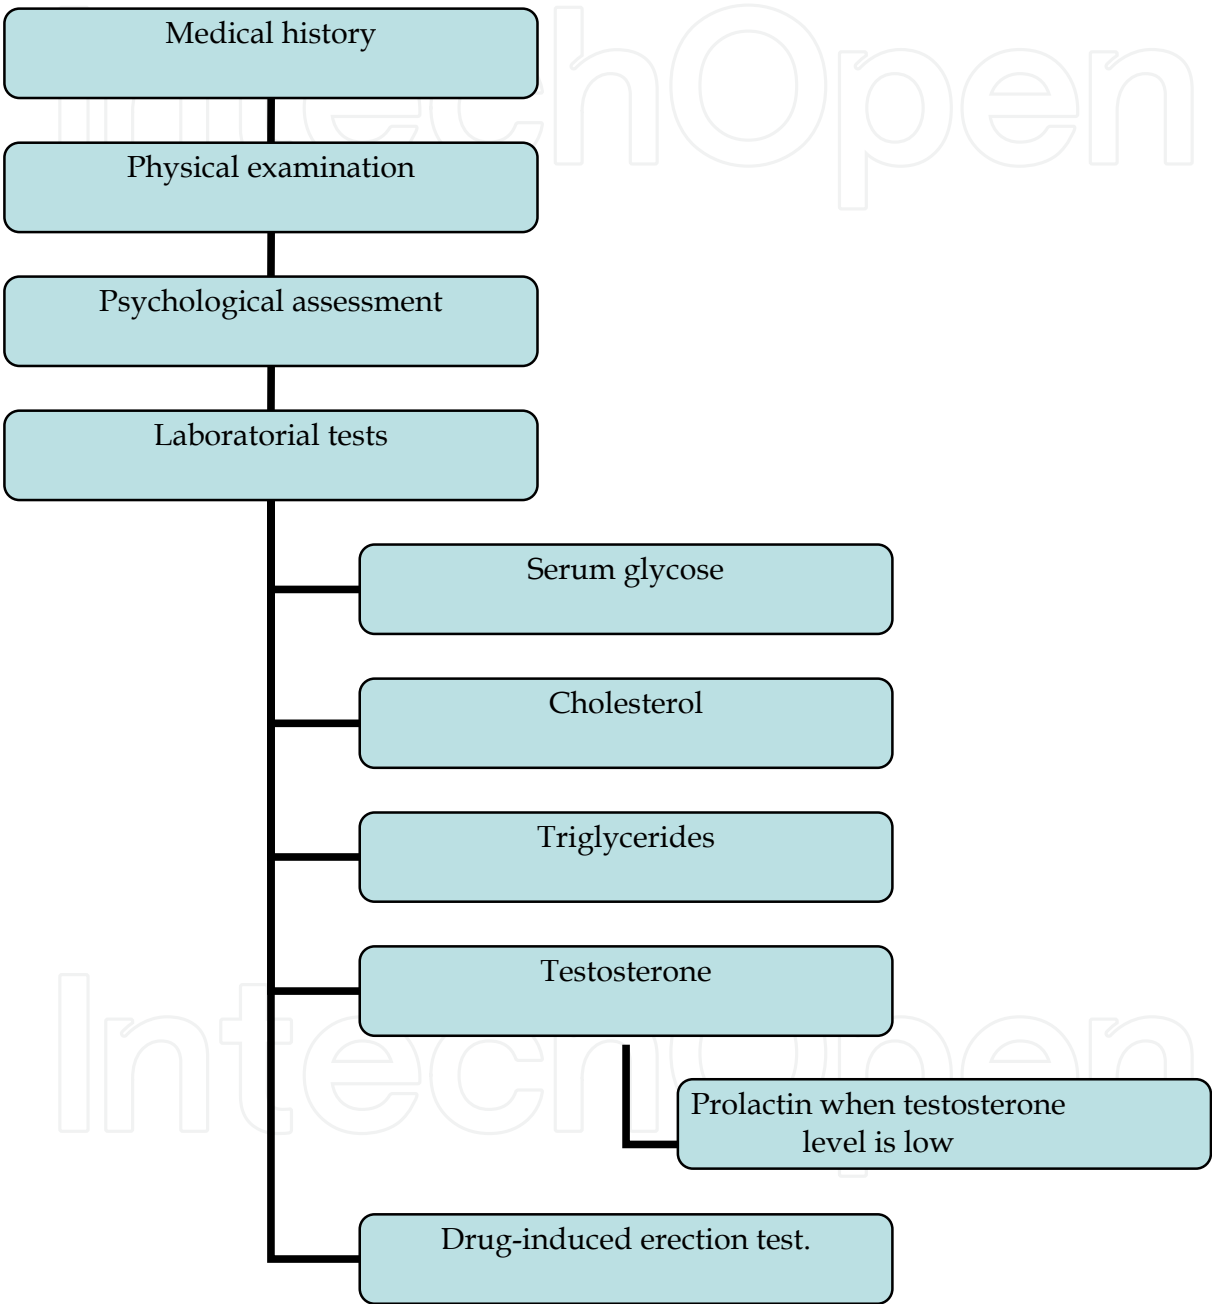 IntechOpen
Medical history
Physical examination
Psychological assessment
Laboratorial tests
Serum glycose
Cholesterol
Triglycerides
Testosterone
IntechOpen
Prolactin when testosterone
level is low
Drug-induced erection test.